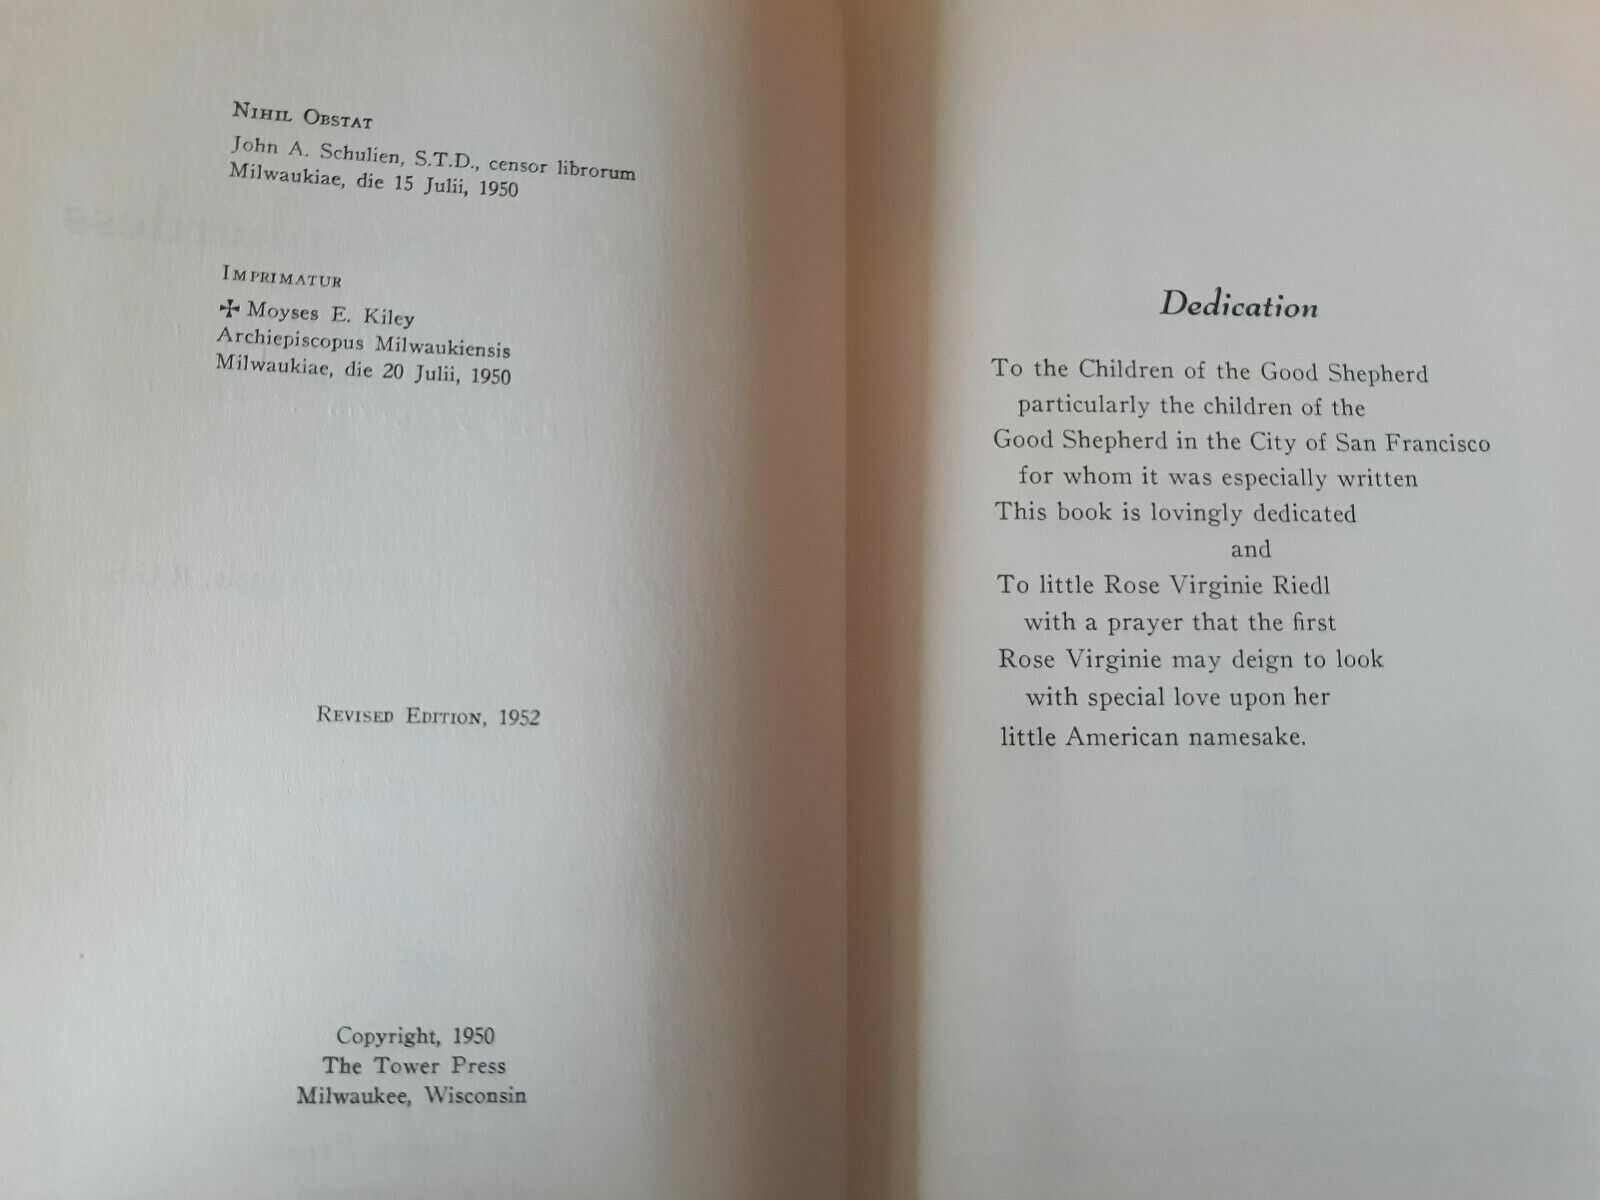 NIHIL OBSTAT
John A. Schulien, S.T.D., censor librorum
Milwaukiae, die 15 Julii, 1950
IMPRIMATUR
✠ Moyses E. Kiley
Archiepiscopus Milwaukiensis
Milwaukiae, die 20 Julii, 1950
REVISED EDITION, 1952
Copyright, 1950
The Tower Press
Milwaukee, Wisconsin
Dedication
To the Children of the Good Shepherd
particularly the children of the
Good Shepherd in the City of San Francisco
for whom it was especially written
This book is lovingly dedicated
and
To little Rose Virginie Riedl
with a prayer that the first
Rose Virginie may deign to look
with special love upon her
little American namesake.